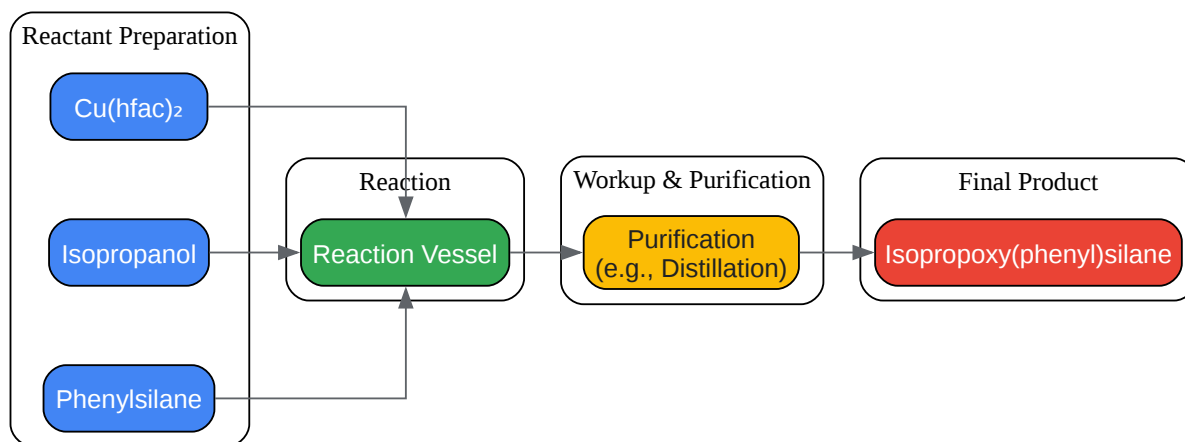 Reactant Preparation
Cu(hfac)₂
Isopropanol
Phenylsilane
Reaction
Reaction Vessel
Workup & Purification
Purification
(e.g., Distillation)
Final Product
Isopropoxy(phenyl)silane